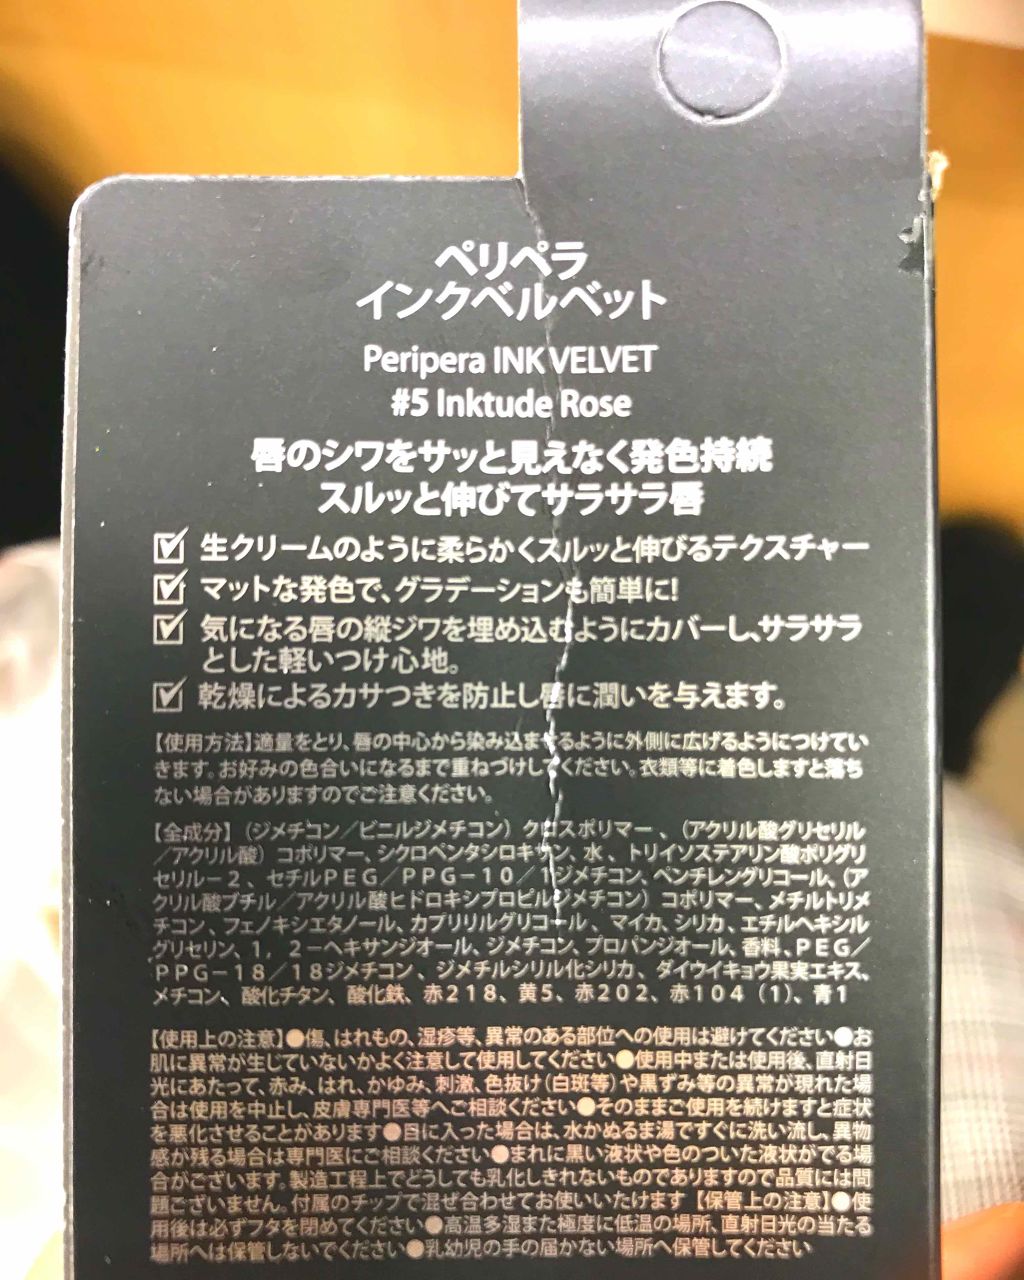 ペリペラ
インクベルベット
Peripera INK VELVET
#5 Inktude Rose
唇のシワをサッと見えなく発色持続
スルッと伸びてサラサラ唇
生クリームのように柔らかくスルッと伸びるテクスチャー
マットな発色で、グラデーションも簡単に!
気になる唇の縦ジワを埋め込むようにカバーし、サラサラ
とした軽いつけ心地。
乾燥によるカサつきを防止し唇に潤いを与えます。
【使用方法】適量をとり、唇の中心から染み込ませるように外側に広げるようにつけてい
きます。お好みの色合いになるまで重ねづけしてください。衣類等に着色しますと落ち
ない場合がありますのでご注意ください。
【全成分】（ジメチコン／ビニルジメチコン）クロスポリマー 、（アクリル酸グリセリル
／アクリル酸）コポリマー、シクロペンタシロキサン、水 、トリイソステアリン酸ポリグリ
セリル－２ 、セチルＰＥＧ／ＰＰＧ－１０／１ジメチコン、ペンチレングリコール、（ア
クリル酸ブチル／アクリル酸ヒドロキシプロピルジメチコン）コポリマー、メチルトリメ
チコン 、フェノキシエタノール、カプリリルグリコール 、マイカ、シリカ、エチルヘキシル
グリセリン、１，２－ヘキサンジオール、ジメチコン、プロパンジオール、香料、ＰＥＧ／
ＰＰＧ－１８／１８ジメチコン 、ジメチルシリル化シリカ 、ダイウイキョウ果実エキス、
メチコン、酸化チタン、酸化鉄、赤２１８、黄５、赤２０２、赤１０４（１）、青１
【使用上の注意】●傷、はれもの、湿疹等、異常のある部位への使用は避けてください●お
肌に異常が生じていないかよく注意して使用してください●使用中または使用後、直射日
光にあたって、赤み、はれ、かゆみ、刺激、色抜け（白斑等）や黒ずみ等の異常が現れた場
合は使用を中止し、皮膚専門医等へご相談ください●そのままご使用を続けますと症状
を悪化させることがあります●目に入った場合は、水かぬるま湯ですぐに洗い流し、異物
感が残る場合は専門医にご相談ください●まれに黒い液状や色のついた液状がでる場
合がございます。製造工程上でどうしても乳化しきれないものでありますので品質には問
題ございません。付属のチップで混ぜ合わせてお使いいただけます【保管上の注意】●使
用後は必ずフタを閉めてください●高温多湿また極度に低温の場所、直射日光の当たる
場所へは保管しないでください●乳幼児の手の届かない場所へ保管してください